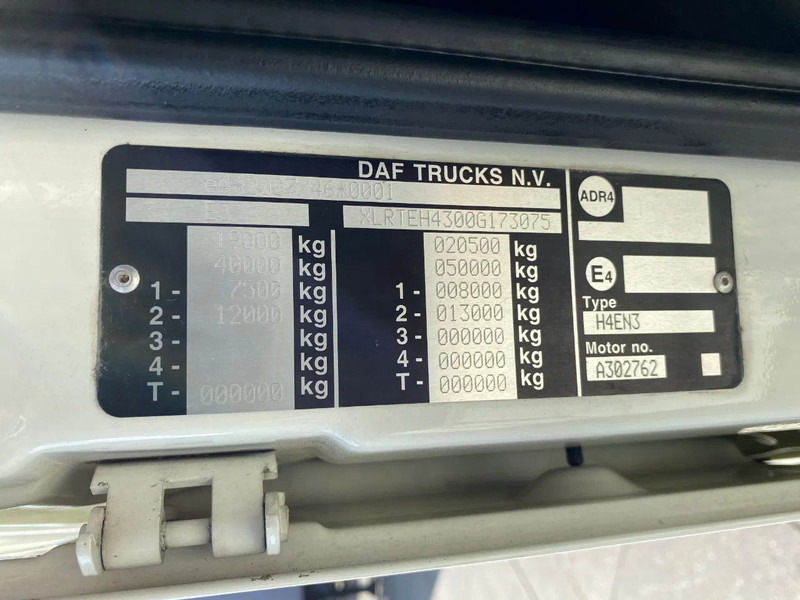 DAF TRUCKS N.V.
46*0001
XLRTEH4300G173075
19000 kg
40000 kg
1- 7500 kg
2- 12000 kg
3- kg
4- kg
T- 000000 kg
020500 kg
050000 kg
1- 008000 kg
2- 013000 kg
3- 000000 kg
4- 000000 kg
T- 000000 kg
ADR4
E4
Type
H4EN3
Motor no.
A302762